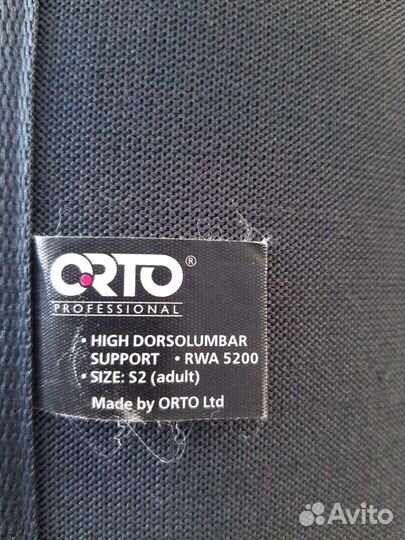 ORTO®
PROFESSIONAL
• HIGH DORSOLUMBAR
SUPPORT • RWA 5200
• SIZE: S2 (adult)
Made by ORTO Ltd
Avito